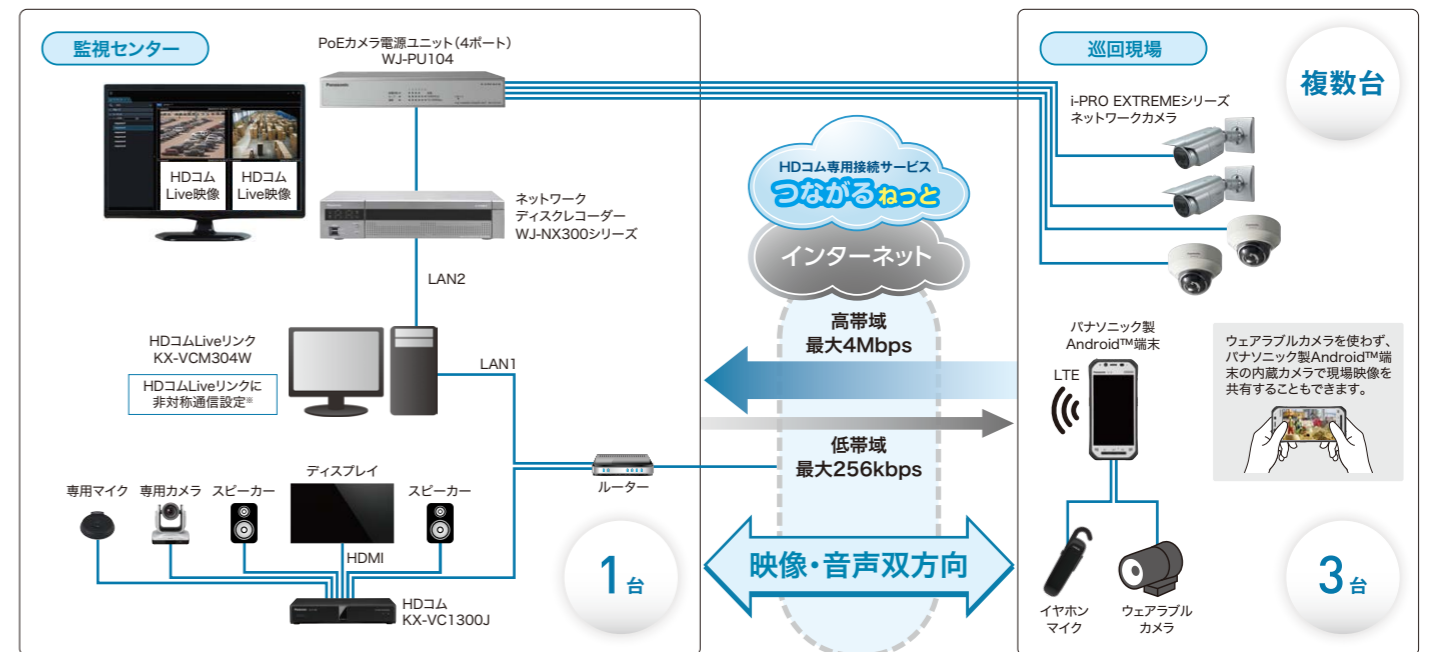 監視センター
PoEカメラ電源ユニット(4ポート)
WJ-PU104
Panasonic
HDコム
Live映像
HDコム
Live映像
ネットワーク
ディスクレコーダー
WJ-NX300シリーズ
LAN2
HDコムLiveリンク
KX-VCM304W
HDコムLiveリンクに
非対称通信設定※
LAN1
ルーター
専用マイク
専用カメラ
スピーカー
ディスプレイ
スピーカー
HDMI
HDコム
KX-VC1300J
1台
HDコム専用接続サービス
つながるねっと
インターネット
高帯域
最大4Mbps
低帯域
最大256kbps
映像・音声双方向
巡回現場
複数台
i-PRO EXTREMEシリーズ
ネットワークカメラ
パナソニック製
Android™端末
LTE
ウェアラブルカメラを使わず、
パナソニック製Android™端
末の内蔵カメラで現場映像を
共有することもできます。
イヤホン
マイク
ウェアラブル
カメラ
3台